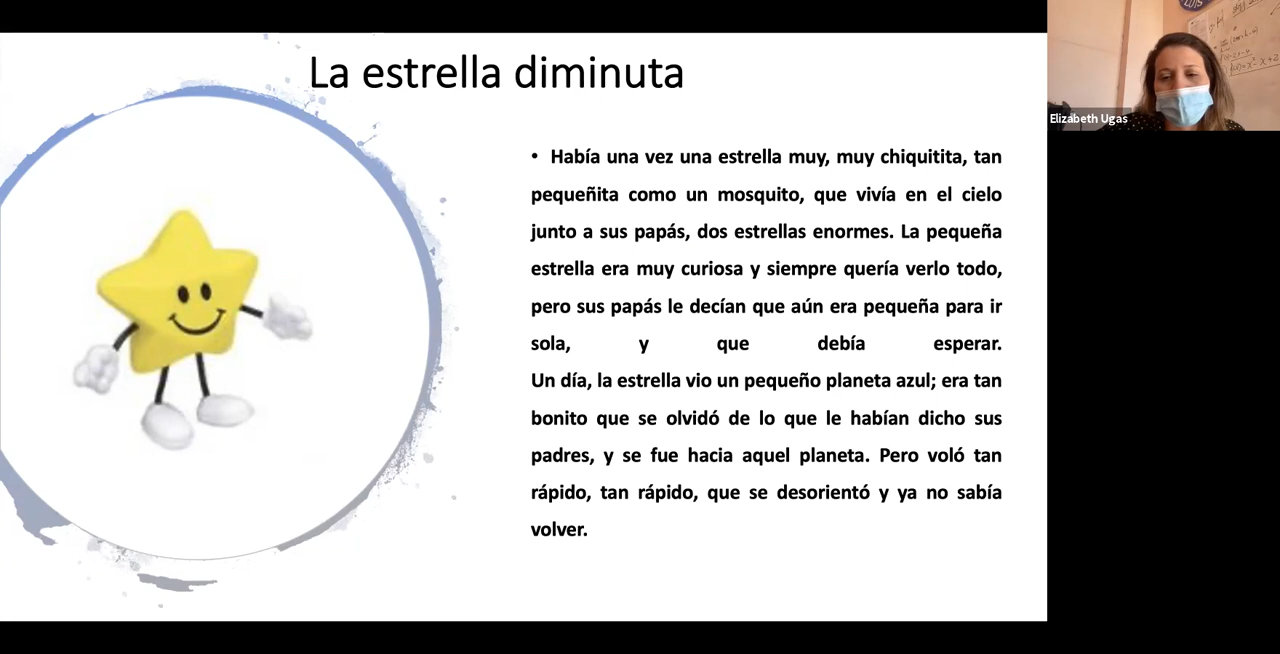 La estrella diminuta
• Había una vez una estrella muy, muy chiquitita, tan
pequeñita como un mosquito, que vivía en el cielo
junto a sus papás, dos estrellas enormes. La pequeña
estrella era muy curiosa y siempre quería verlo todo,
pero sus papás le decían que aún era pequeña para ir
sola, y que debía esperar.
Un día, la estrella vio un pequeño planeta azul; era tan
bonito que se olvidó de lo que le habían dicho sus
padres, y se fue hacia aquel planeta. Pero voló tan
rápido, tan rápido, que se desorientó y ya no sabía
volver.
Elizabeth Ugas